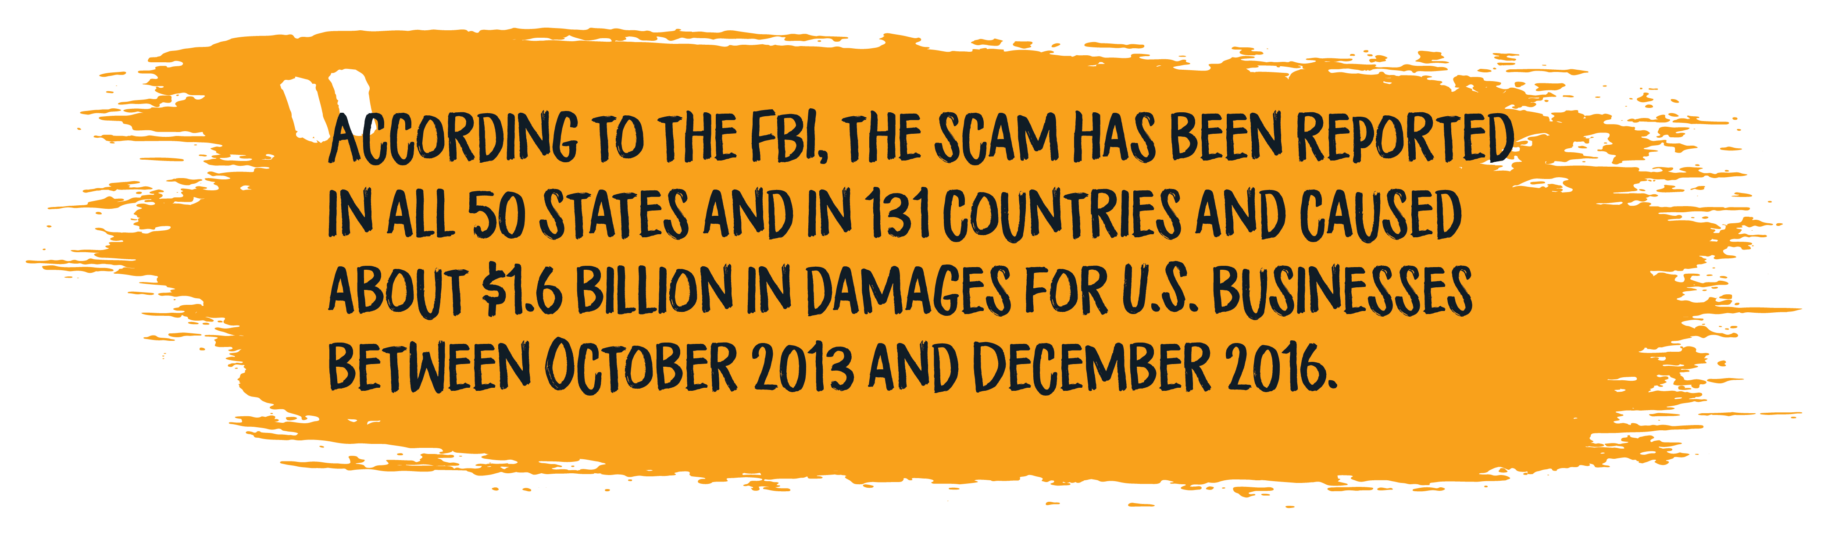 "ACCORDING TO THE FBI, THE SCAM HAS BEEN REPORTED
IN ALL 50 STATES AND IN 131 COUNTRIES AND CAUSED
ABOUT $1.6 BILLION IN DAMAGES FOR U.S. BUSINESSES
BETWEEN OCTOBER 2013 AND DECEMBER 2016.